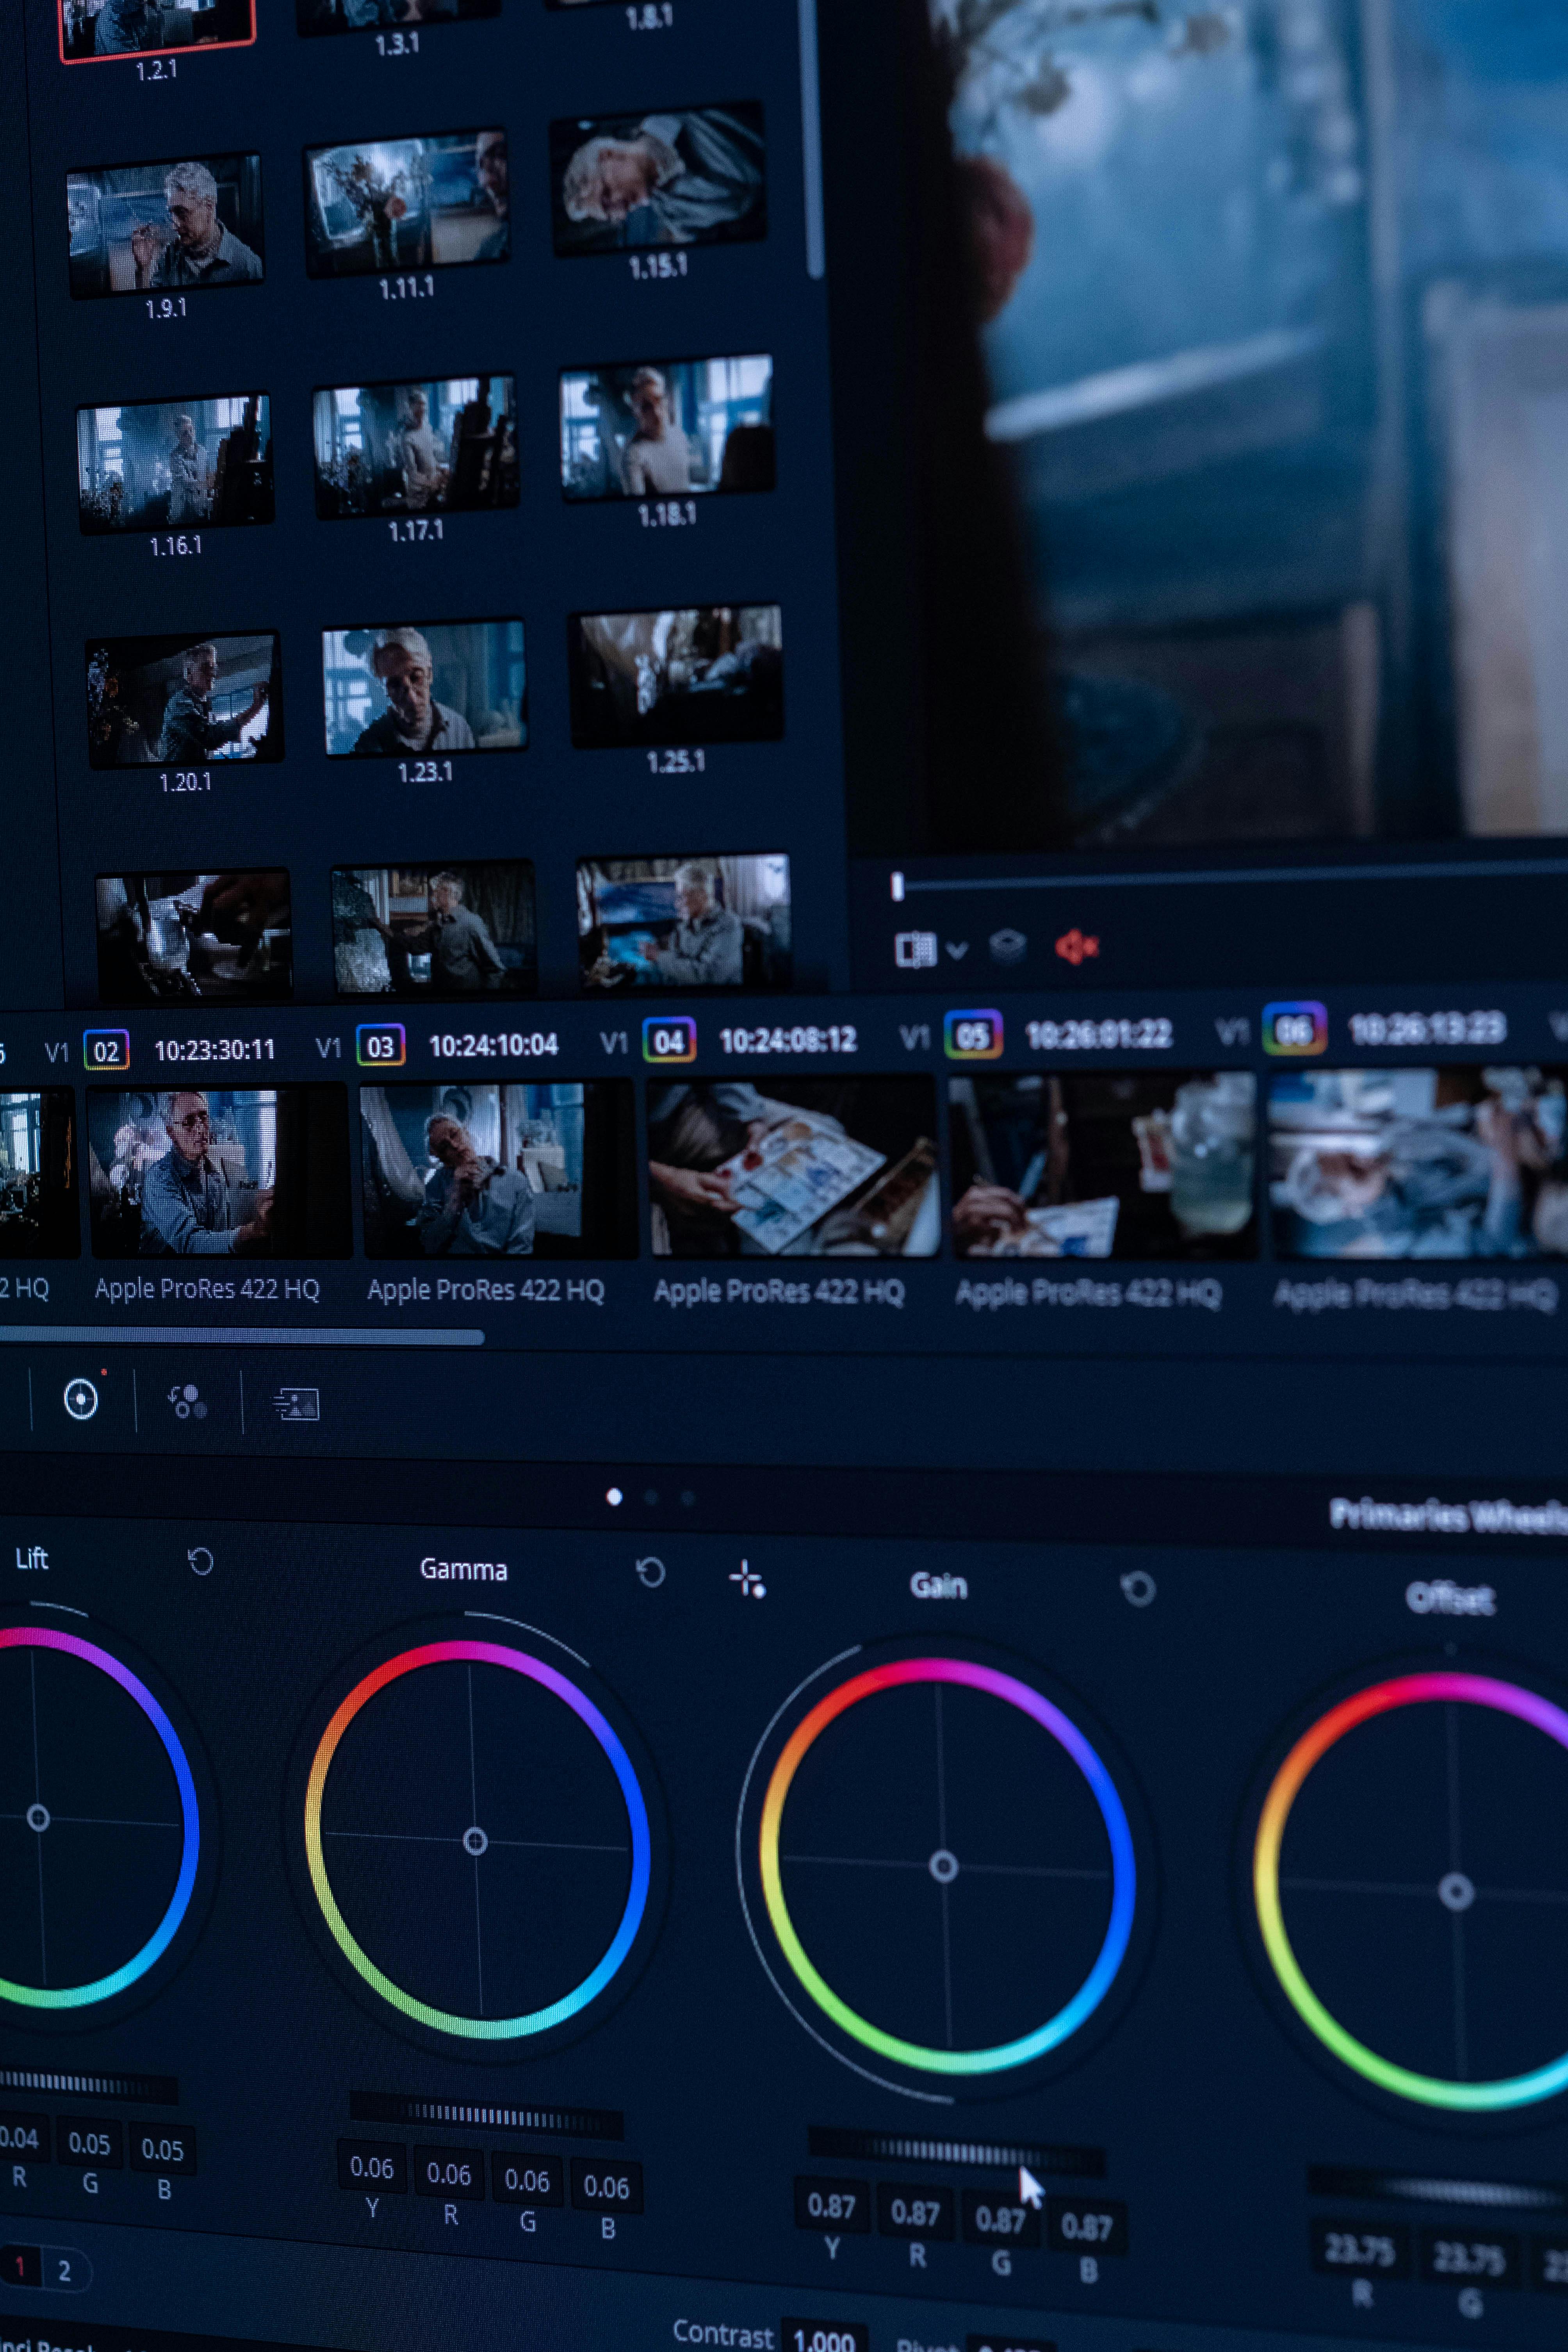 1.2.1
1.3.1
1.8.1
1.9.1
1.11.1
1.15.1
1.16.1
1.17.1
1.18.1
1.20.1
1.23.1
1.25.1
V1 02 10:23:30:11 V1 03 10:24:10:04 V1 04 10:24:08:12 V1 05 10:26:01:22 V1 06 10:26:13:23
2 HQ Apple ProRes 422 HQ Apple ProRes 422 HQ Apple ProRes 422 HQ Apple ProRes 422 HQ Apple ProRes 422 HQ
Primaries Wheels
Lift Gamma Gain Offset
0.04 0.05 0.05 0.06 0.06 0.06 0.06 0.87 0.87 0.87 0.87 23.75 23.75
R G B Y R G B Y R G B R G
1 2
Contrast 1.000